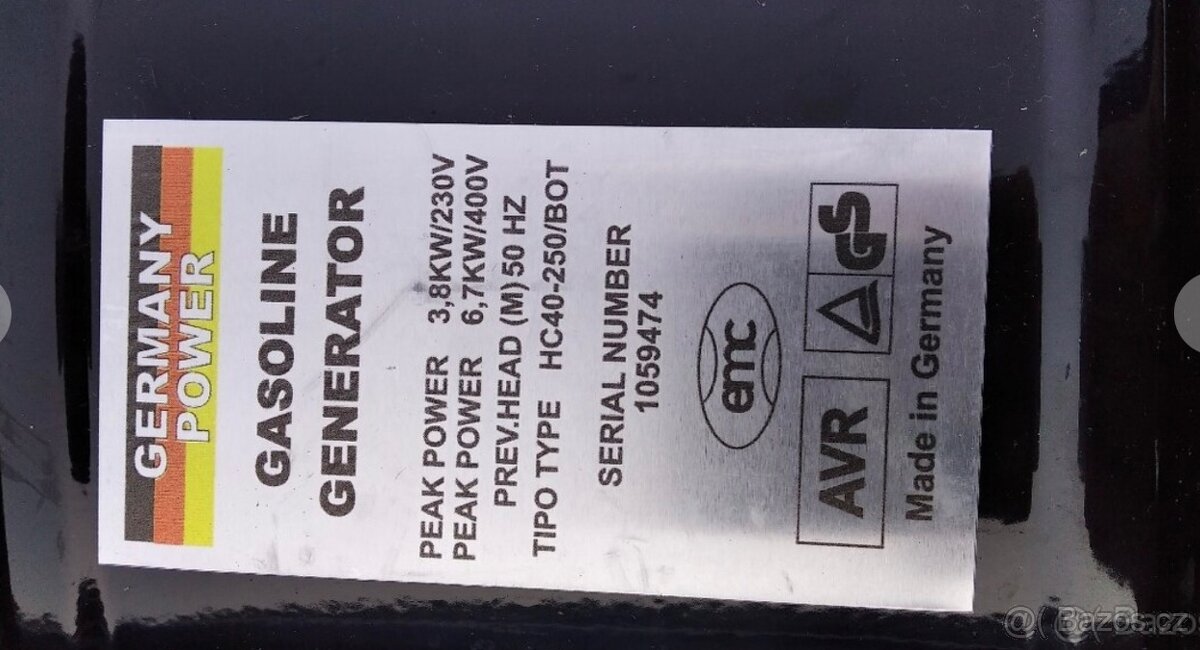 GERMANY
POWER
GASOLINE
GENERATOR
PEAK POWER 3,8KW/230V
PEAK POWER 6,7KW/400V
PREV.HEAD (M) 50 HZ
TIPO TYPE HC40-250/BOT
SERIAL NUMBER
1059474
emc
AVR
GS
Made in Germany
@( Bazos.cz